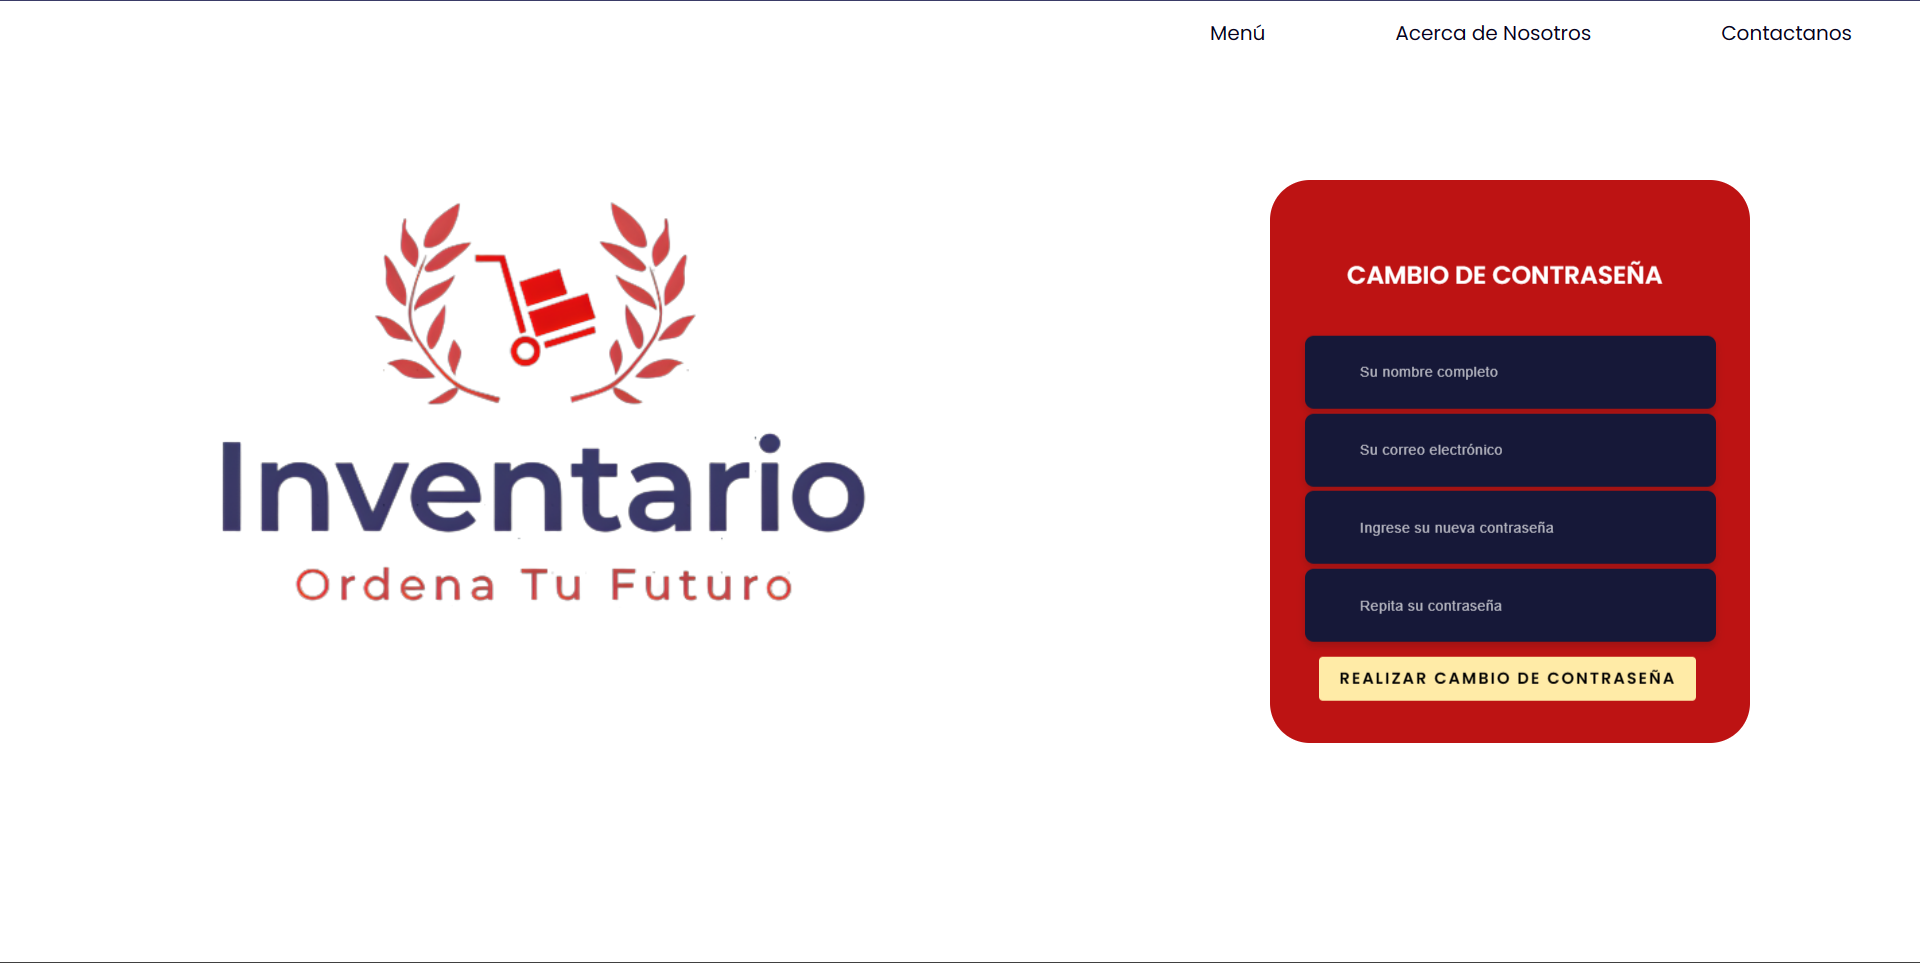 Menú
Acerca de Nosotros
Contactanos
Inventario
Ordena Tu Futuro
CAMBIO DE CONTRASEÑA
Su nombre completo
Su correo electrónico
Ingrese su nueva contraseña
Repita su contraseña
REALIZAR CAMBIO DE CONTRASEÑA